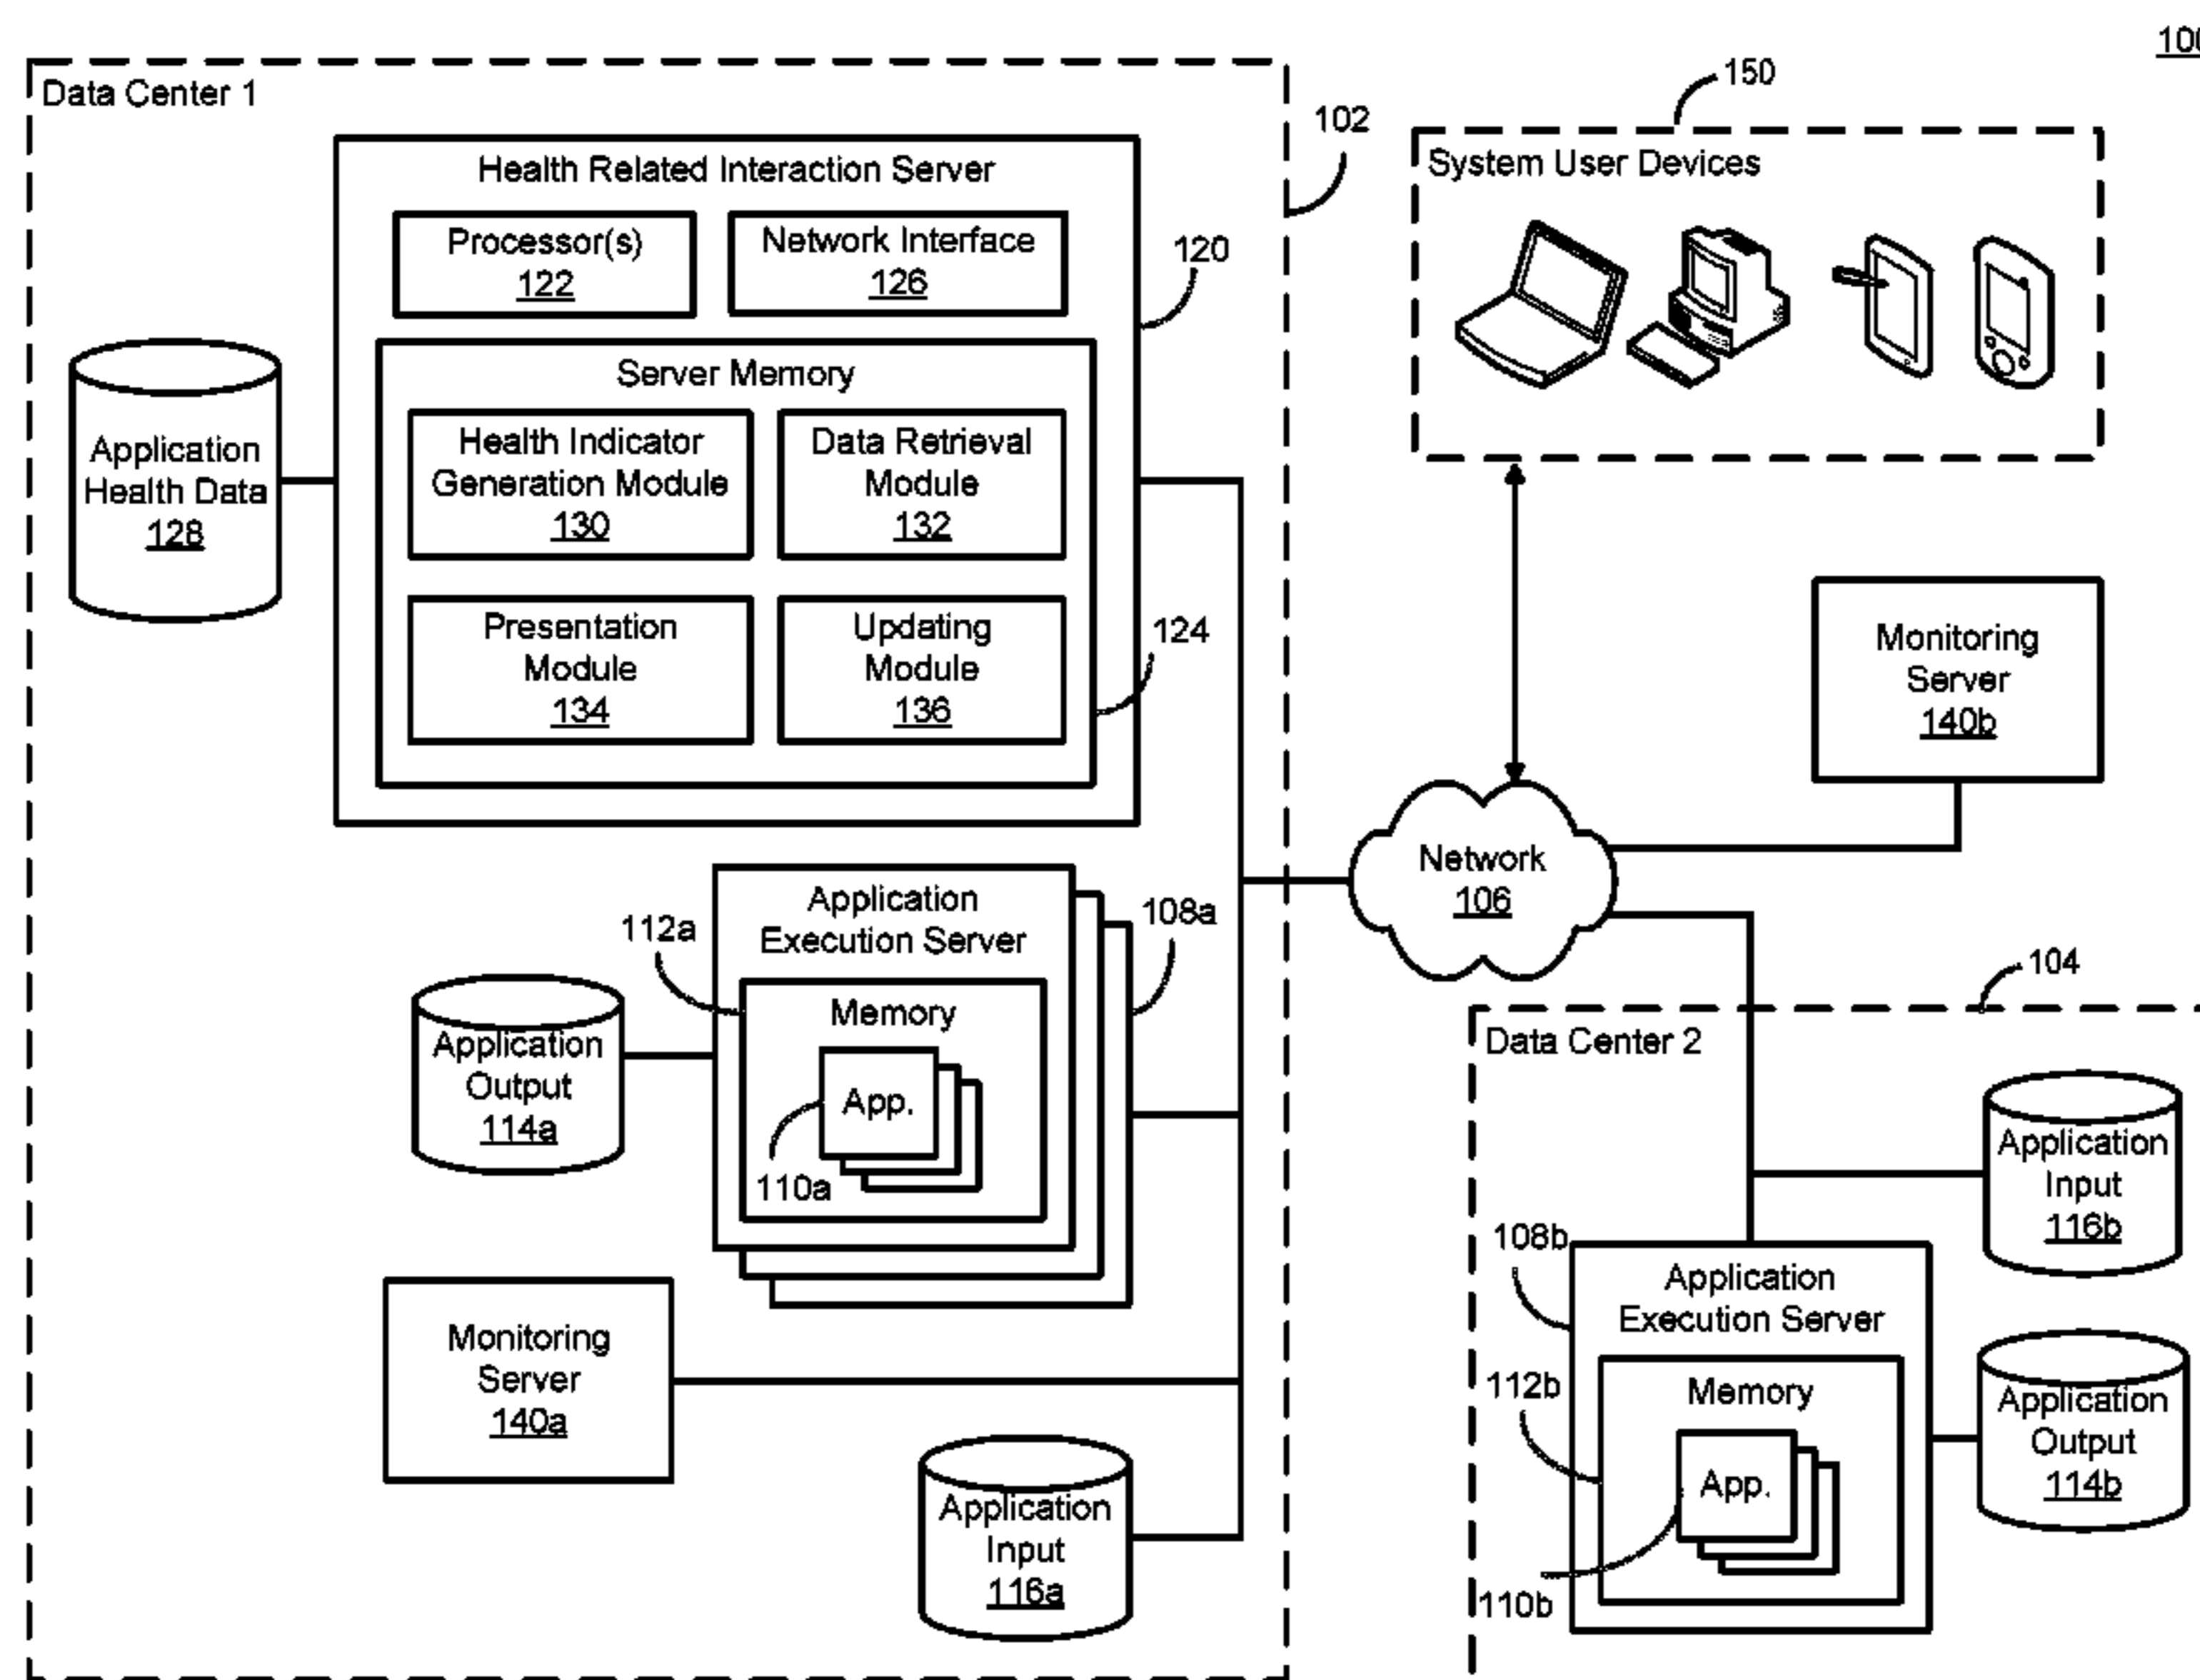 100
Data Center 1
150
102
Health Related Interaction Server
System User Devices
Processor(s)
122
Network Interface
126
120
Server Memory
Application
Health Data
128
Health Indicator
Generation Module
130
Data Retrieval
Module
132
Presentation
Module
134
Updating
Module
136
124
Monitoring
Server
140b
Network
106
Application
Execution Server
112a
108a
Memory
App.
110a
Application
Output
114a
104
Data Center 2
Application
Input
116b
108b
Application
Execution Server
112b
Memory
App.
110b
Application
Output
114b
Monitoring
Server
140a
Application
Input
116a